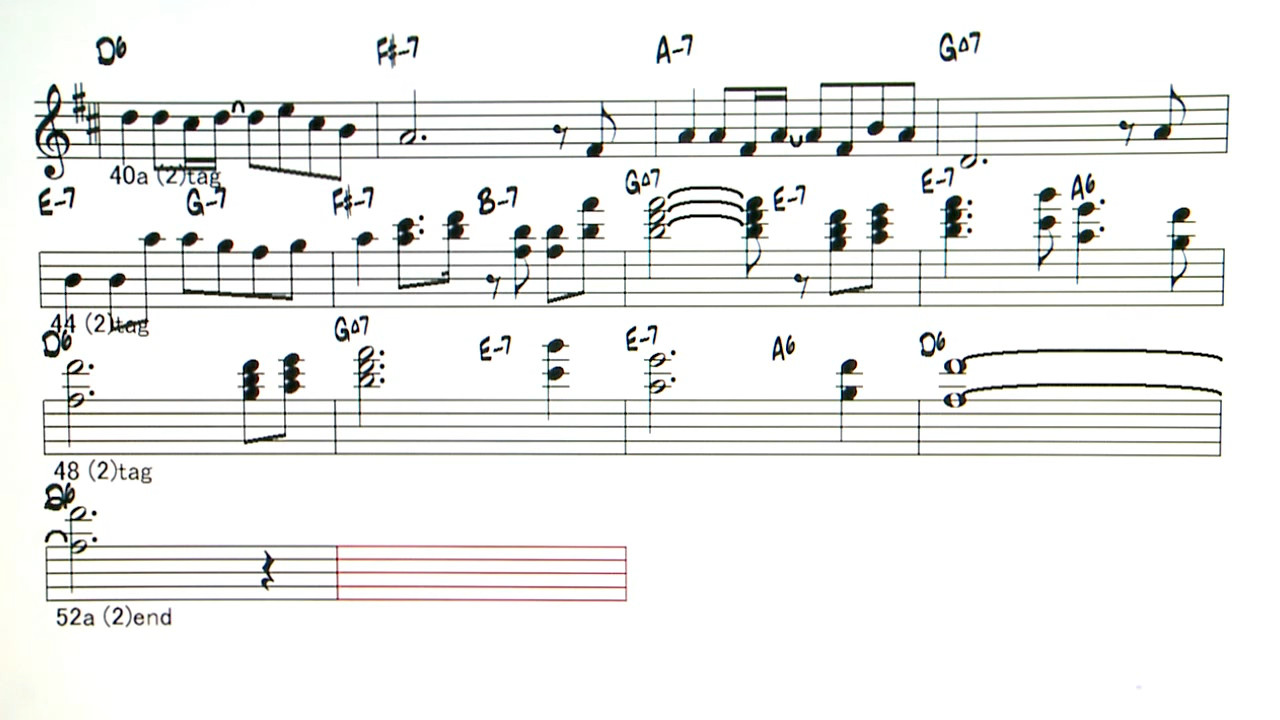 D6 F#-7 A-7 G△7
40a (2)tag
E-7 G-7 F#-7 B-7 G△7 E-7 E-7 A6
44 (2)tag
D6 G△7 E-7 E-7 A6 D6
48 (2)tag
52a (2)end